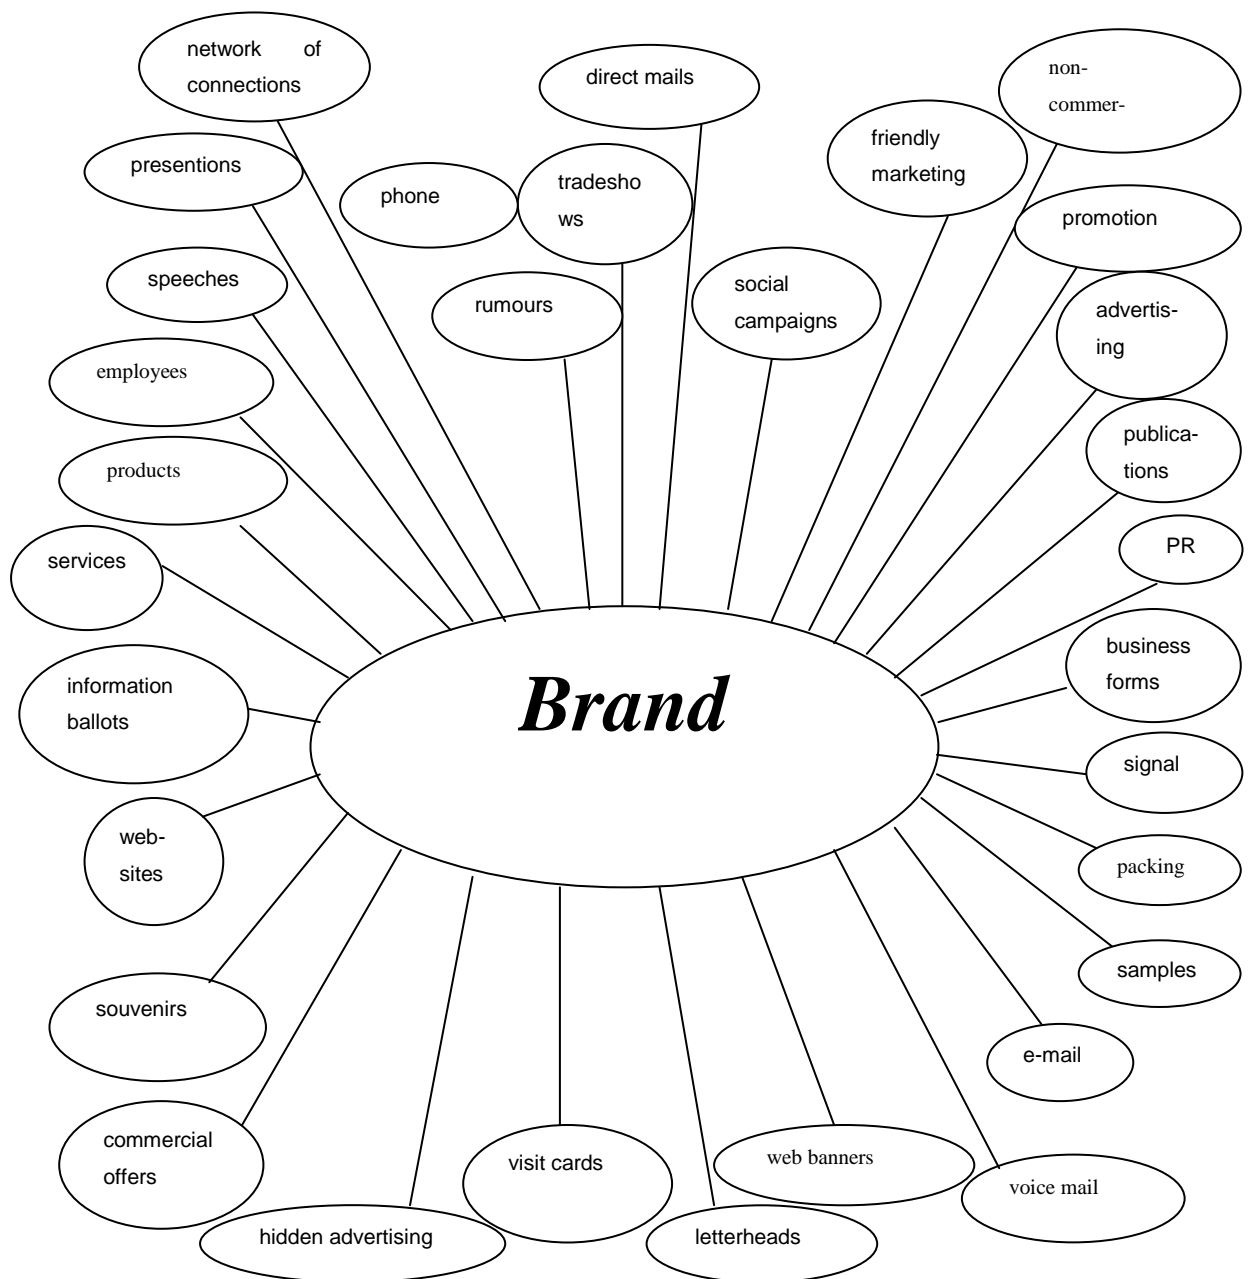 network of
connections
direct mails
non-
commer-
friendly
marketing
presentions
phone
tradesho
ws
promotion
speeches
rumours
social
campaigns
advertis-
ing
employees
products
publica-
tions
services
PR
information
ballots
Brand
business
forms
signal
web-
sites
packing
souvenirs
samples
e-mail
commercial
offers
visit cards
web banners
voice mail
hidden advertising
letterheads